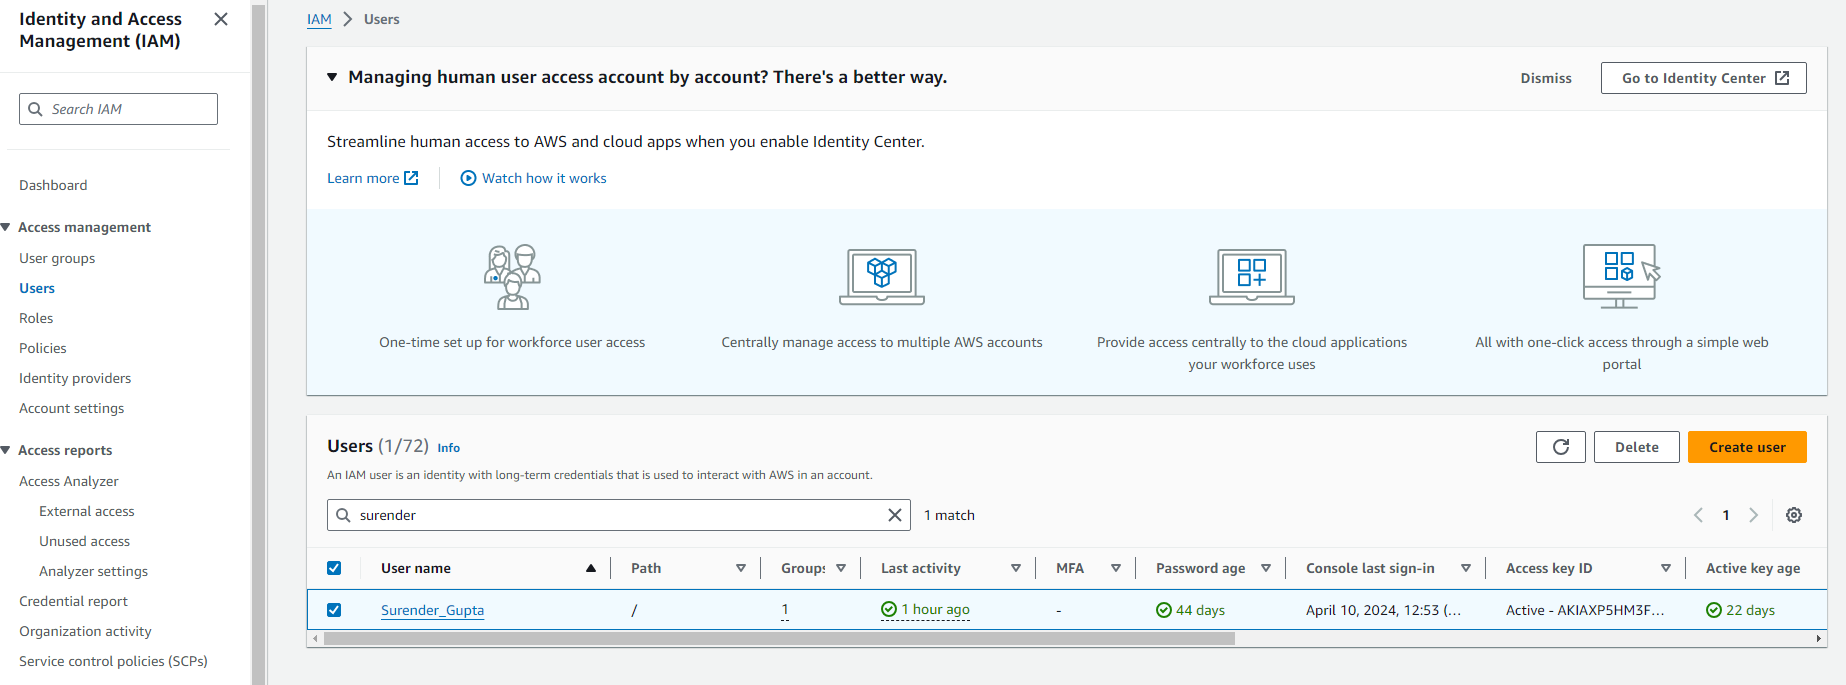 Identity and Access
Management (IAM)
Search IAM
Dashboard
Access management
User groups
Users
Roles
Policies
Identity providers
Account settings
Access reports
Access Analyzer
External access
Unused access
Analyzer settings
Credential report
Organization activity
Service control policies (SCPs)
IAM > Users
Managing human user access account by account? There's a better way.
Dismiss
Go to Identity Center
Streamline human access to AWS and cloud apps when you enable Identity Center.
Learn more
Watch how it works
One-time set up for workforce user access
Centrally manage access to multiple AWS accounts
Provide access centrally to the cloud applications
your workforce uses
All with one-click access through a simple web
portal
Users (1/72) Info
Delete
Create user
An IAM user is an identity with long-term credentials that is used to interact with AWS in an account.
surender
1 match
1
User name Path Groups Last activity MFA Password age Console last sign-in Access key ID Active key age
Surender_Gupta / 1 1 hour ago - 44 days April 10, 2024, 12:53 (... Active - AKIAXP5HM3F... 22 days